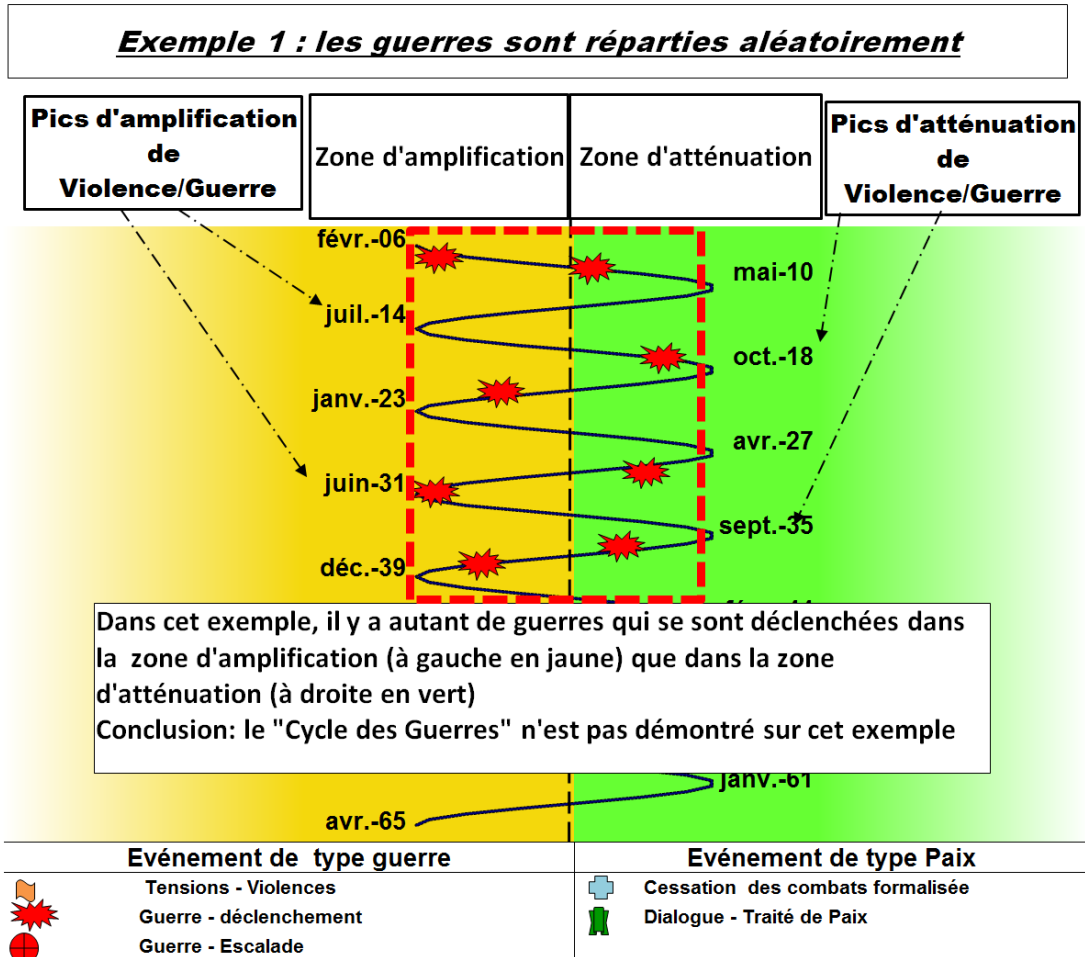 Exemple 1 : les guerres sont réparties aléatoirement
Pics d'amplification
de
Violence/Guerre
Zone d'amplification
Zone d'atténuation
Pics d'atténuation
de
Violence/Guerre
févr.-06
mai-10
juil.-14
oct.-18
janv.-23
avr.-27
juin-31
sept.-35
déc.-39
Dans cet exemple, il y a autant de guerres qui se sont déclenchées dans
la zone d'amplification (à gauche en jaune) que dans la zone
d'atténuation (à droite en vert)
Conclusion: le "Cycle des Guerres" n'est pas démontré sur cet exemple
janv.-61
avr.-65
Evénement de type guerre
Evénement de type Paix
Tensions - Violences
Cessation des combats formalisée
Guerre - déclenchement
Dialogue - Traité de Paix
Guerre - Escalade